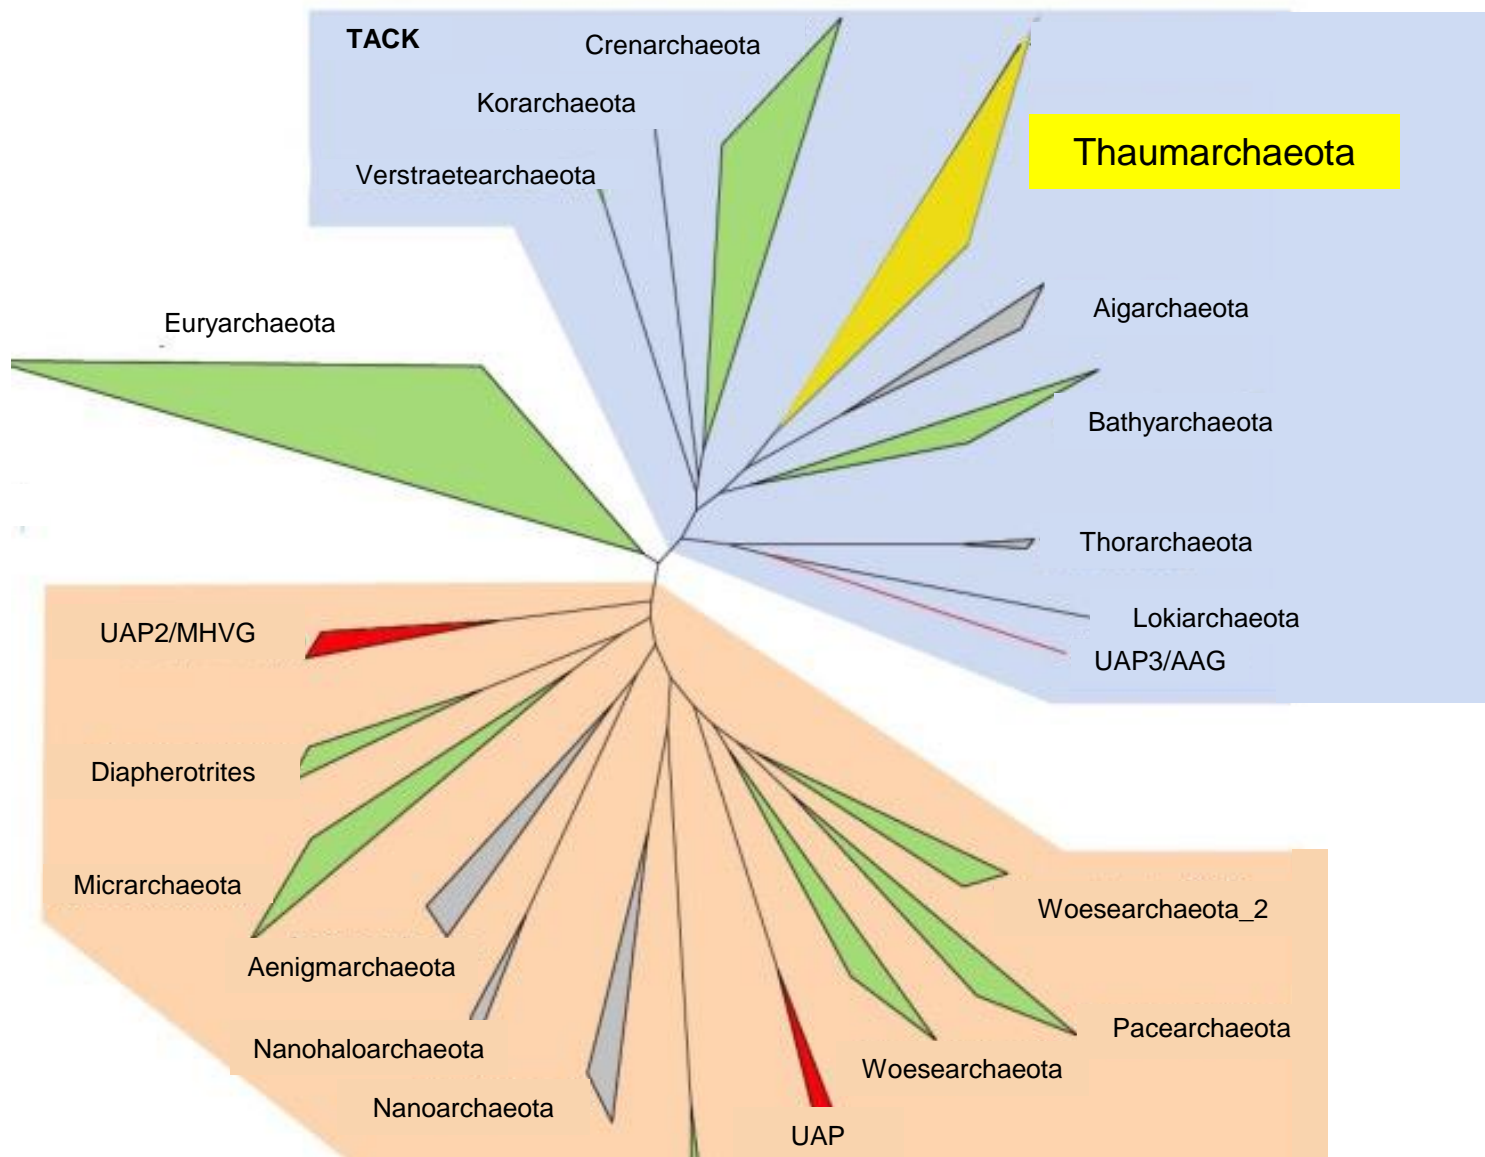 TACK
Crenarchaeota
Korarchaeota
Thaumarchaeota
Verstraetearchaeota
Aigarchaeota
Euryarchaeota
Bathyarchaeota
Thorarchaeota
Lokiarchaeota
UAP2/MHVG
UAP3/AAG
Diapherotrites
Micrarchaeota
Woesearchaeota_2
Aenigmarchaeota
Pacearchaeota
Nanohaloarchaeota
Woesearchaeota
Nanoarchaeota
UAP